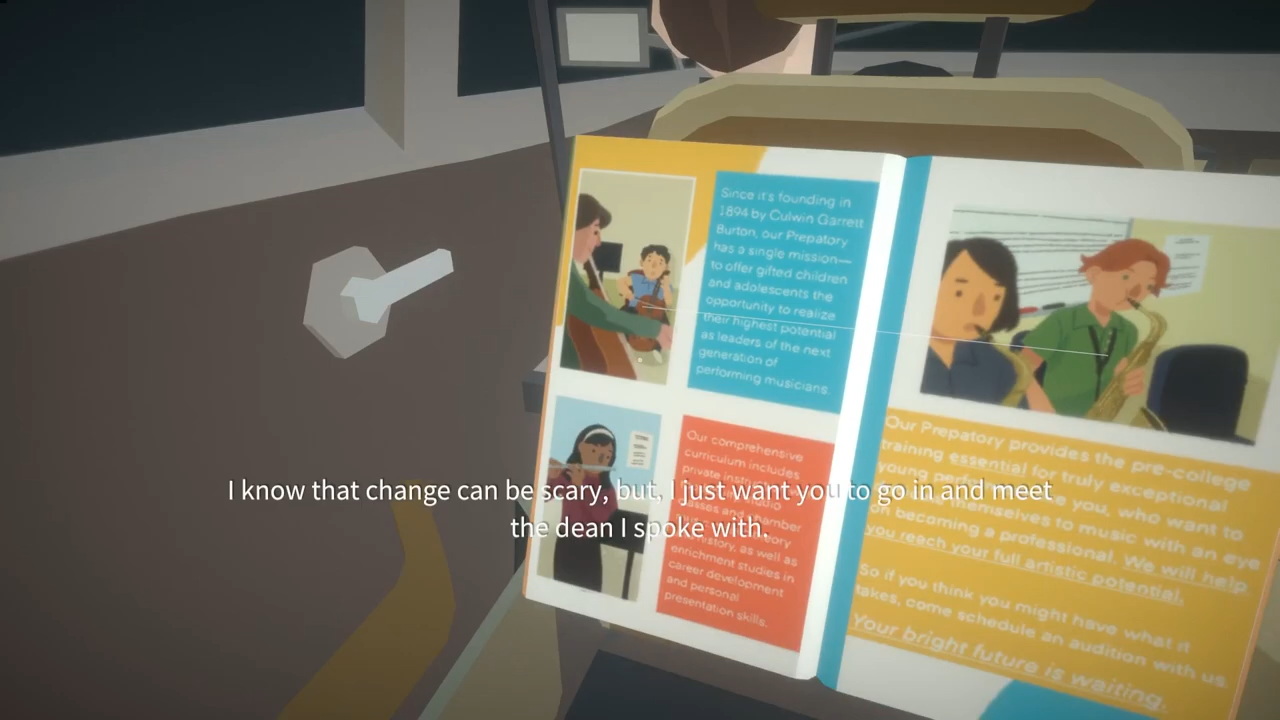 Since it's founding in
1894 by Culwin Garrett
Burton, our Prepatory
has a single mission—
to offer gifted children
and adolescents the
opportunity to realize
their highest potential
as leaders of the next
generation of
performing musicians.
Our comprehensive
curriculum includes
private
classes and chamber
theory
history, as well as
enrichment studies in
career development
and personal
presentation skills.
Our Prepatory provides the pre-college
training essential for truly exceptional
young like you, who want to
themselves to music with an eye
on becoming a professional. We will help
you reach your full artistic potential.
So if you think you might have what it
takes, come schedule an audition with us.
Your bright future is waiting.
I know that change can be scary, but, I just want you to go in and meet
the dean I spoke with.